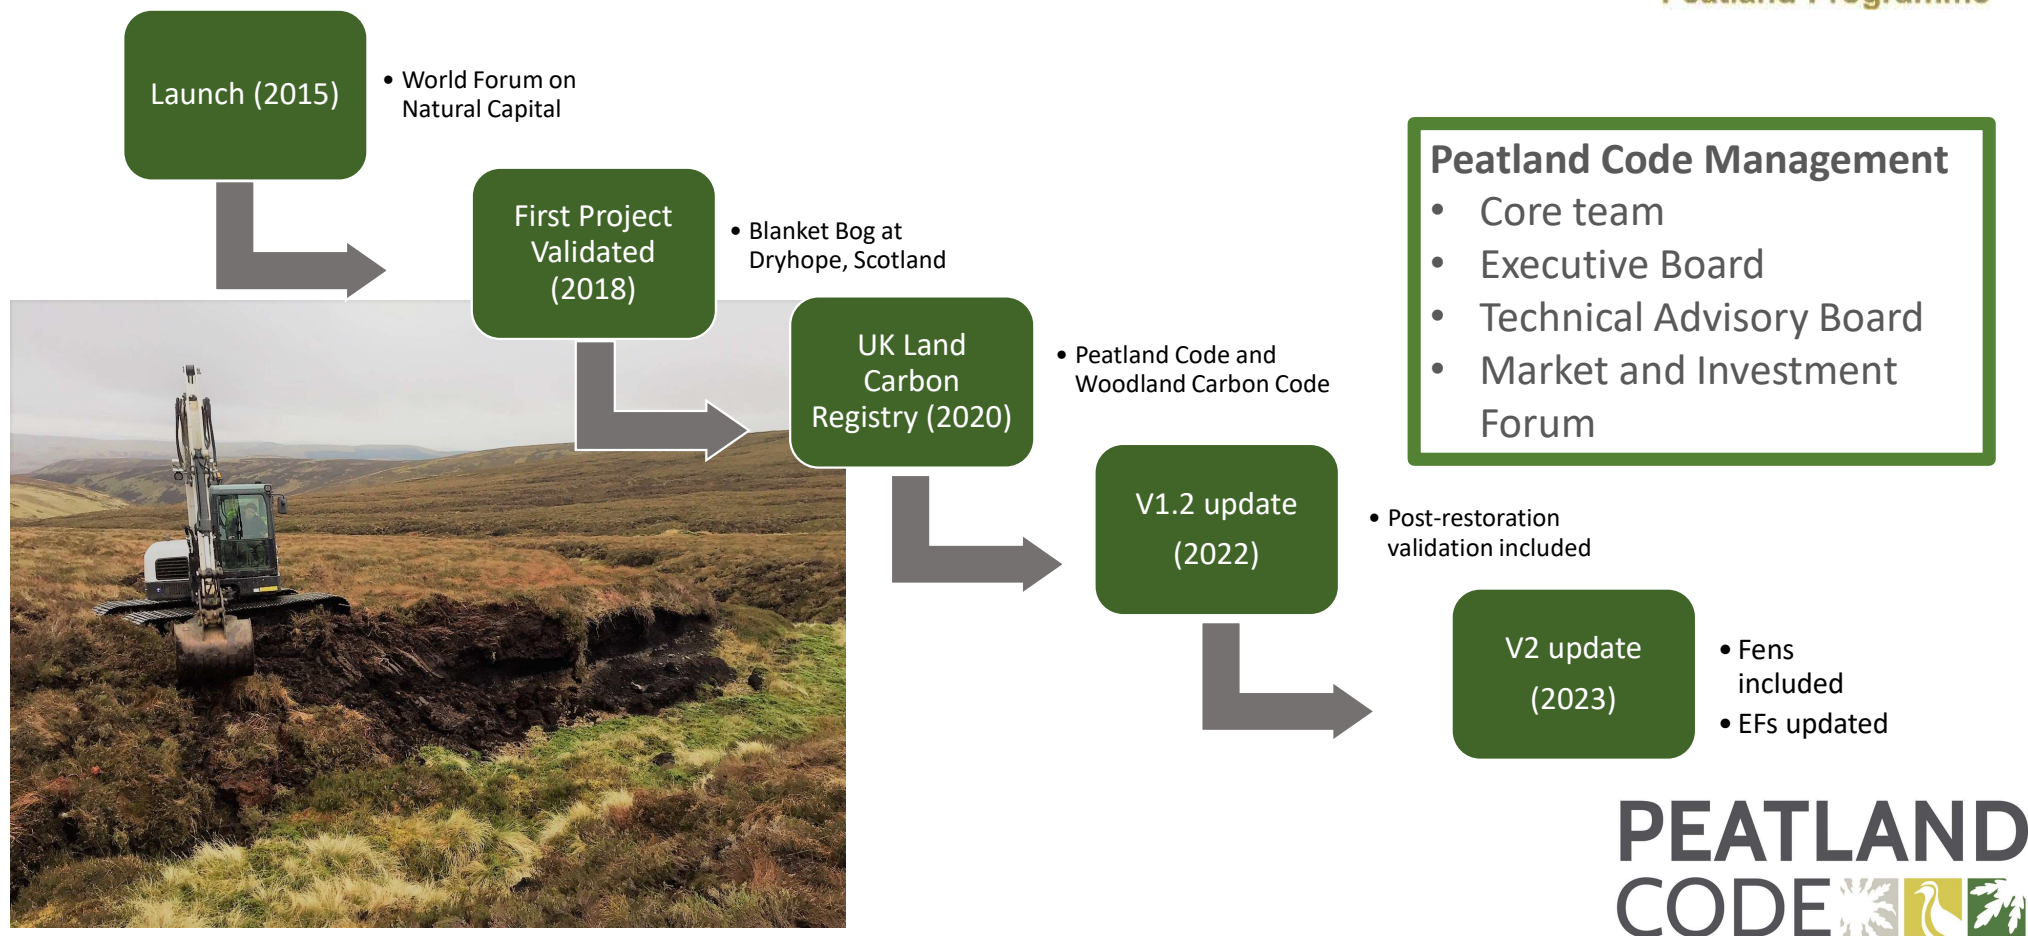 Peatland Programme
Launch (2015)
• World Forum on
Natural Capital
First Project
Validated
(2018)
• Blanket Bog at
Dryhope, Scotland
UK Land
Carbon
Registry (2020)
• Peatland Code and
Woodland Carbon Code
V1.2 update
(2022)
• Post-restoration
validation included
V2 update
(2023)
• Fens
included
• EFs updated
Peatland Code Management
• Core team
• Executive Board
• Technical Advisory Board
• Market and Investment
Forum
PEATLAND
CODE